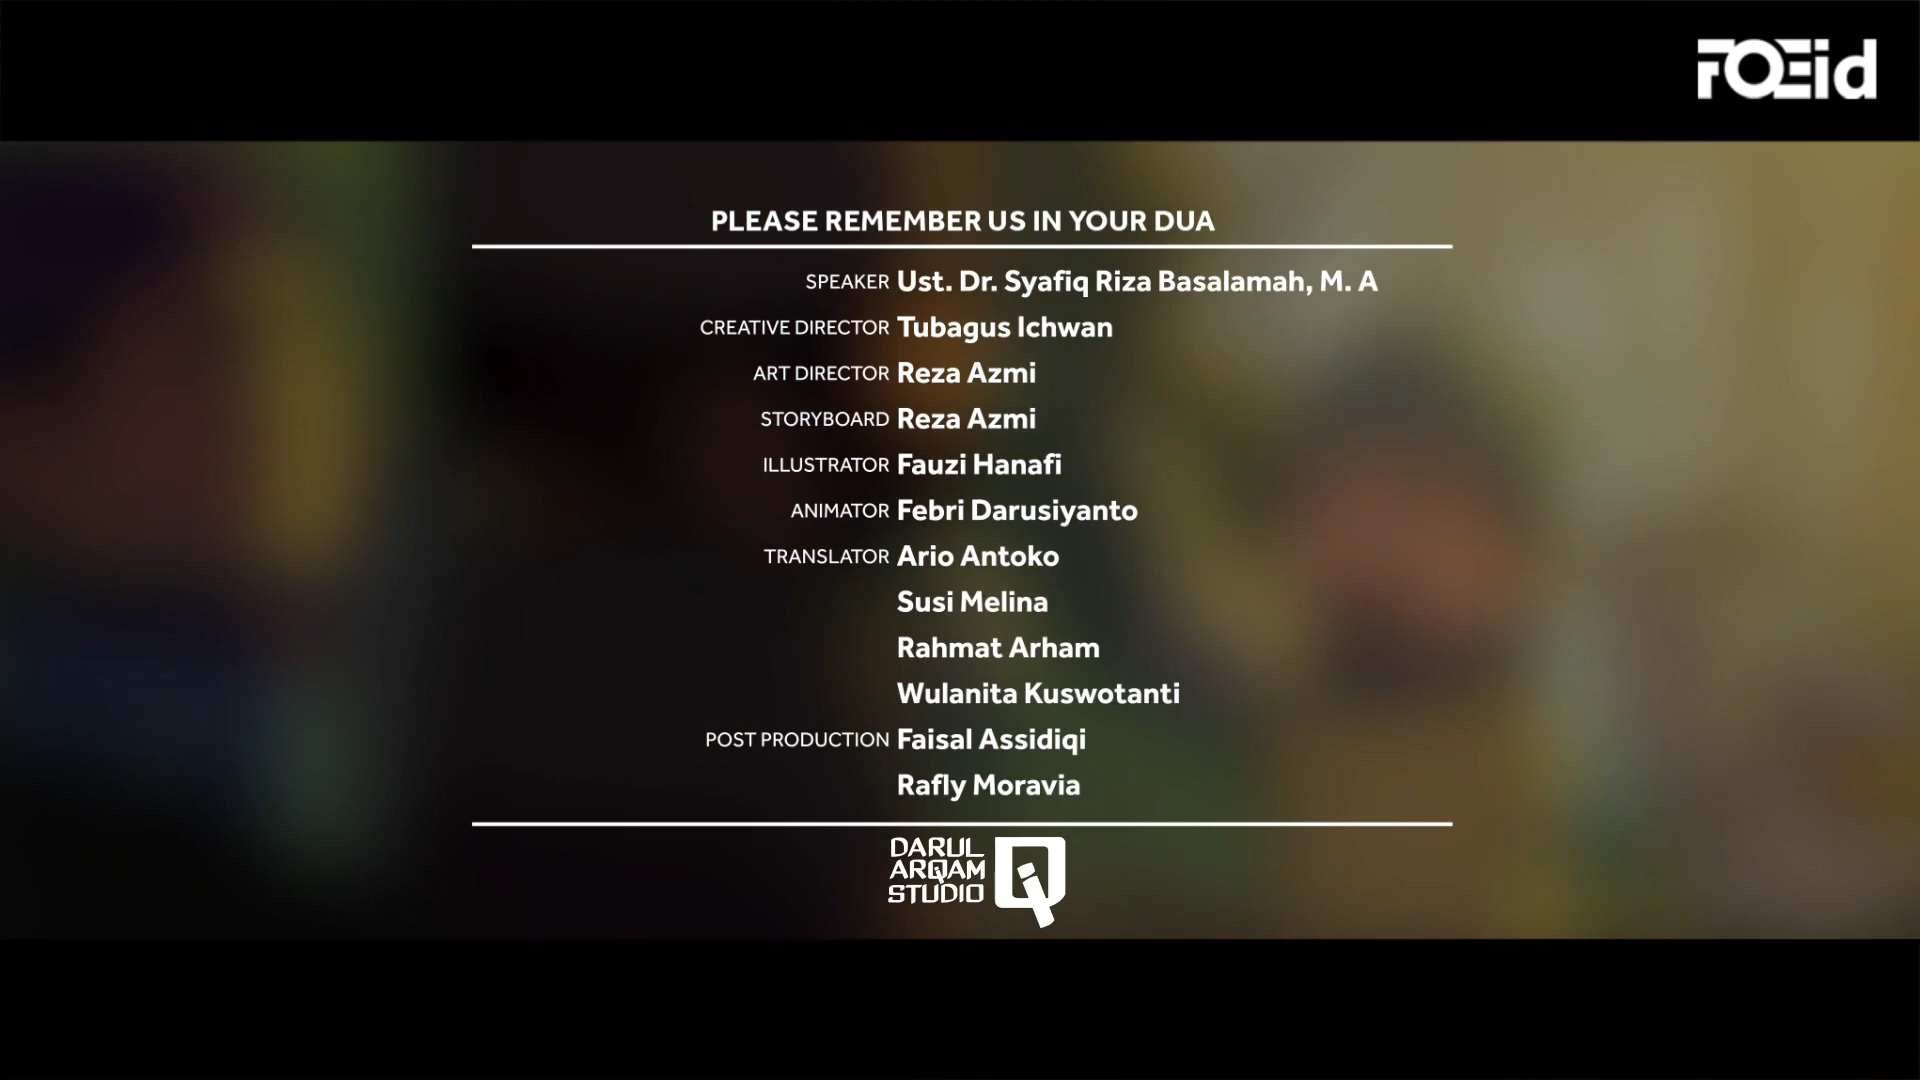 FOEid
PLEASE REMEMBER US IN YOUR DUA
SPEAKER Ust. Dr. Syafiq Riza Basalamah, M. A
CREATIVE DIRECTOR Tubagus Ichwan
ART DIRECTOR Reza Azmi
STORYBOARD Reza Azmi
ILLUSTRATOR Fauzi Hanafi
ANIMATOR Febri Darusiyanto
TRANSLATOR Ario Antoko
Susi Melina
Rahmat Arham
Wulanita Kuswotanti
POST PRODUCTION Faisal Assidiqi
Rafly Moravia
DARUL
ARQAM
STUDIO